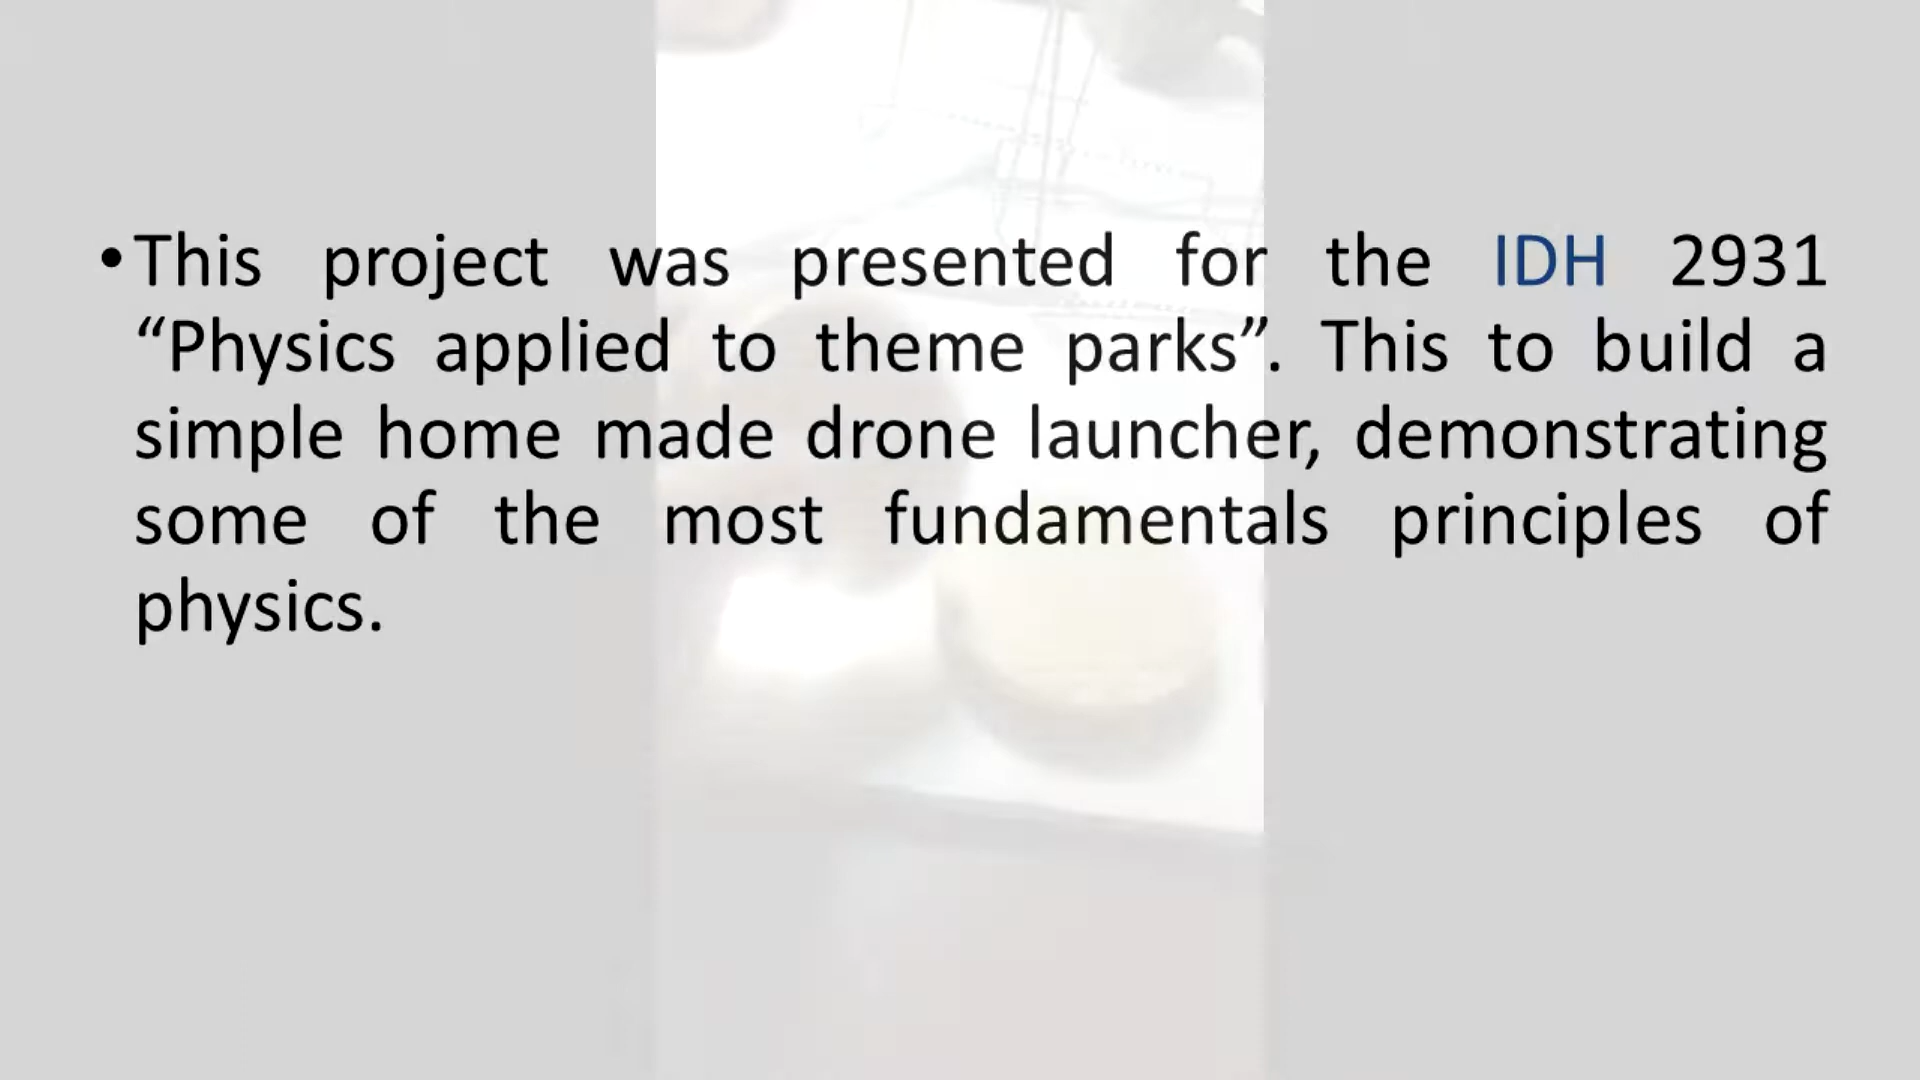 •This project was presented for the IDH 2931
“Physics applied to theme parks”. This to build a
simple home made drone launcher, demonstrating
some of the most fundamentals principles of
physics.